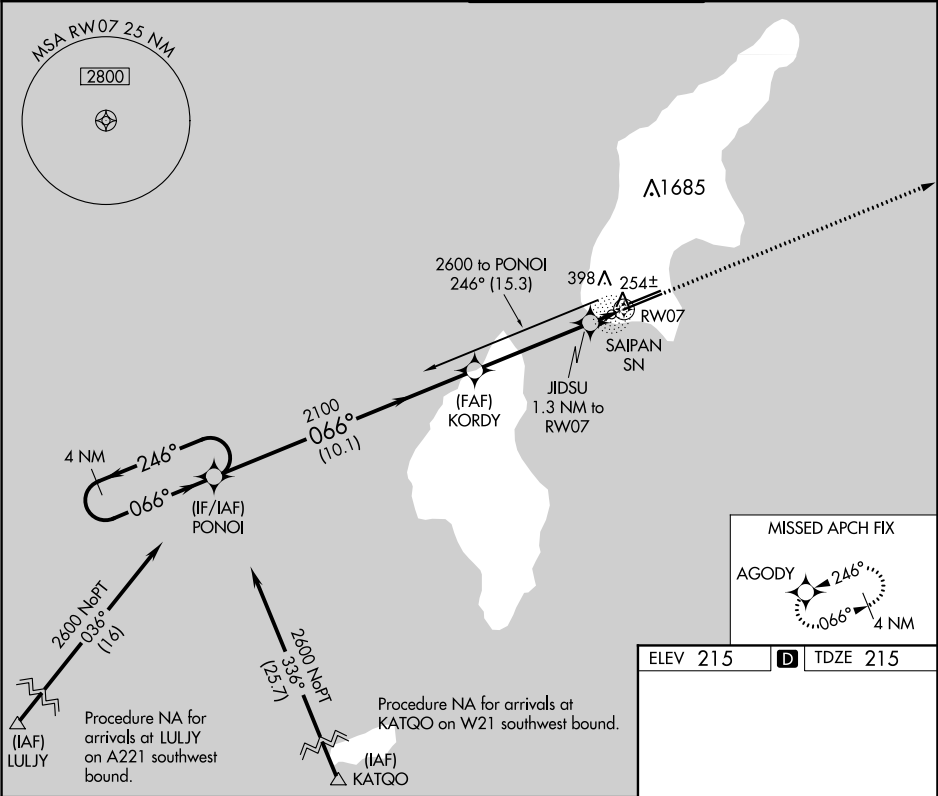 MSA RW07 25 NM
2800
1685
2600 to PONOI
246° (15.3)
398
254±
RW07
SAIPAN
SN
JIDSU
1.3 NM to
RW07
(FAF)
KORDY
2100
066°
(10.1)
4 NM
246°
066°
(IF/IAF)
PONOI
2600 NoPT
036°
(16)
2600 NoPT
336°
(25.7)
(IAF)
LULJY
Procedure NA for
arrivals at LULJY
on A221 southwest
bound.
Procedure NA for arrivals at
KATQO on W21 southwest bound.
(IAF)
KATQO
MISSED APCH FIX
AGODY
246°
066°
4 NM
ELEV 215
D
TDZE 215